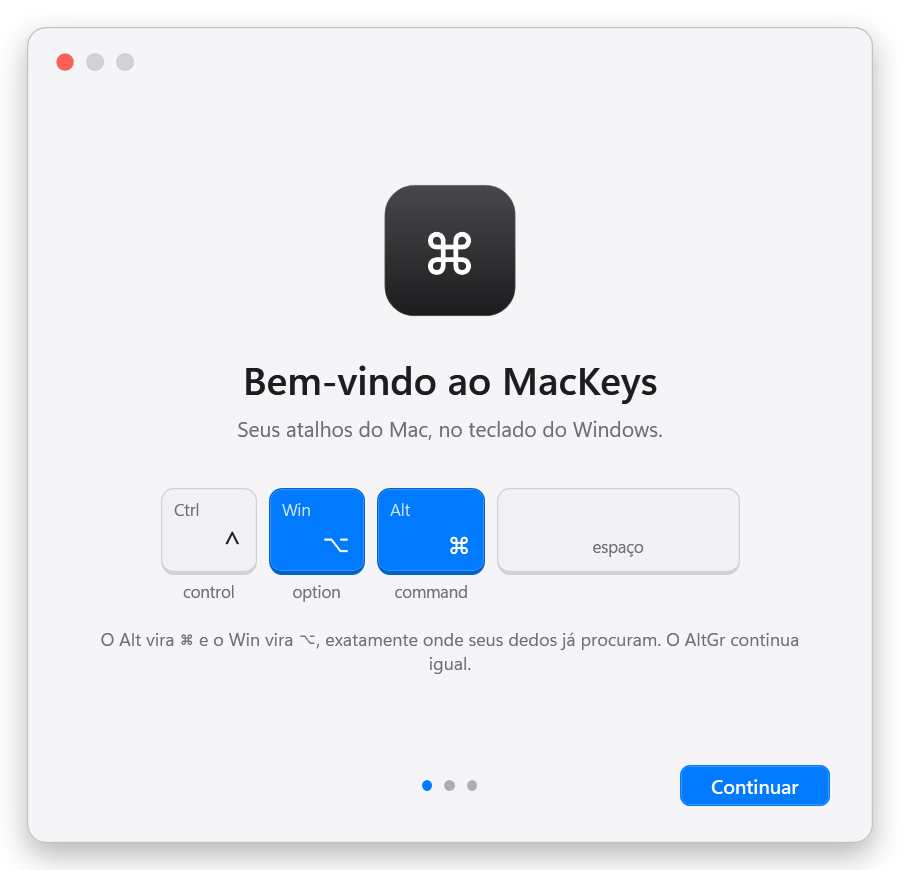 ⌘
Bem-vindo ao MacKeys
Seus atalhos do Mac, no teclado do Windows.
Ctrl
^
Win
⌥
Alt
⌘
espaço
control
option
command
O Alt vira ⌘ e o Win vira ⌥, exatamente onde seus dedos já procuram. O AltGr continua
igual.
Continuar